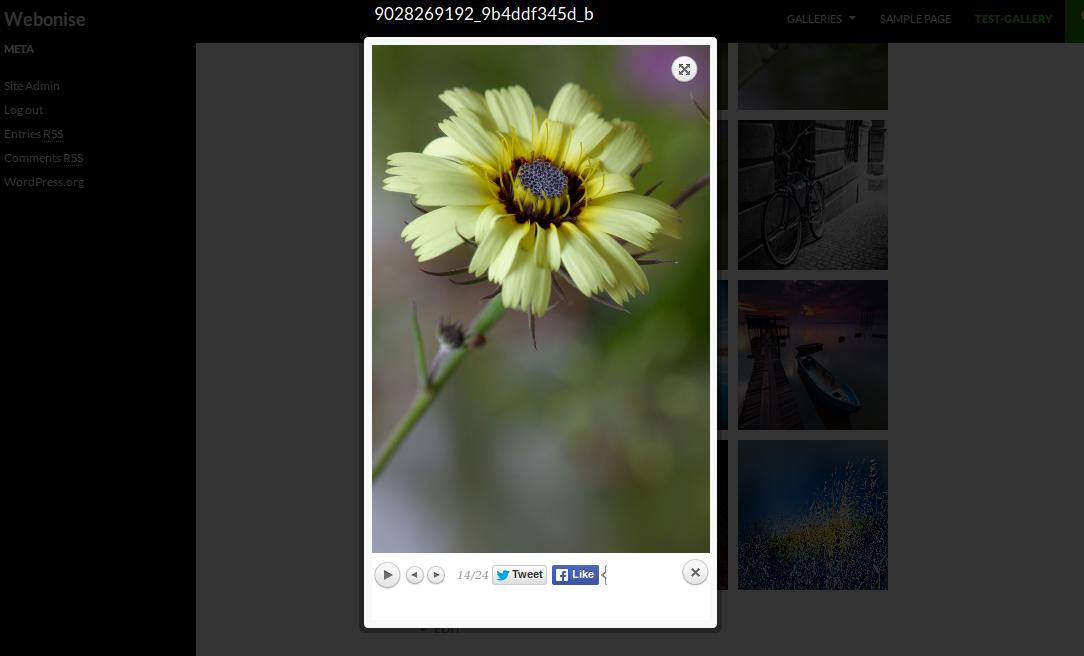 9028269192_9b4ddf345d_b
Webonise
GALLERIES SAMPLE PAGE TEST-GALLERY
META
Site Admin
Log out
Entries RSS
Comments RSS
WordPress.org
14/24 Tweet Like
EDIT